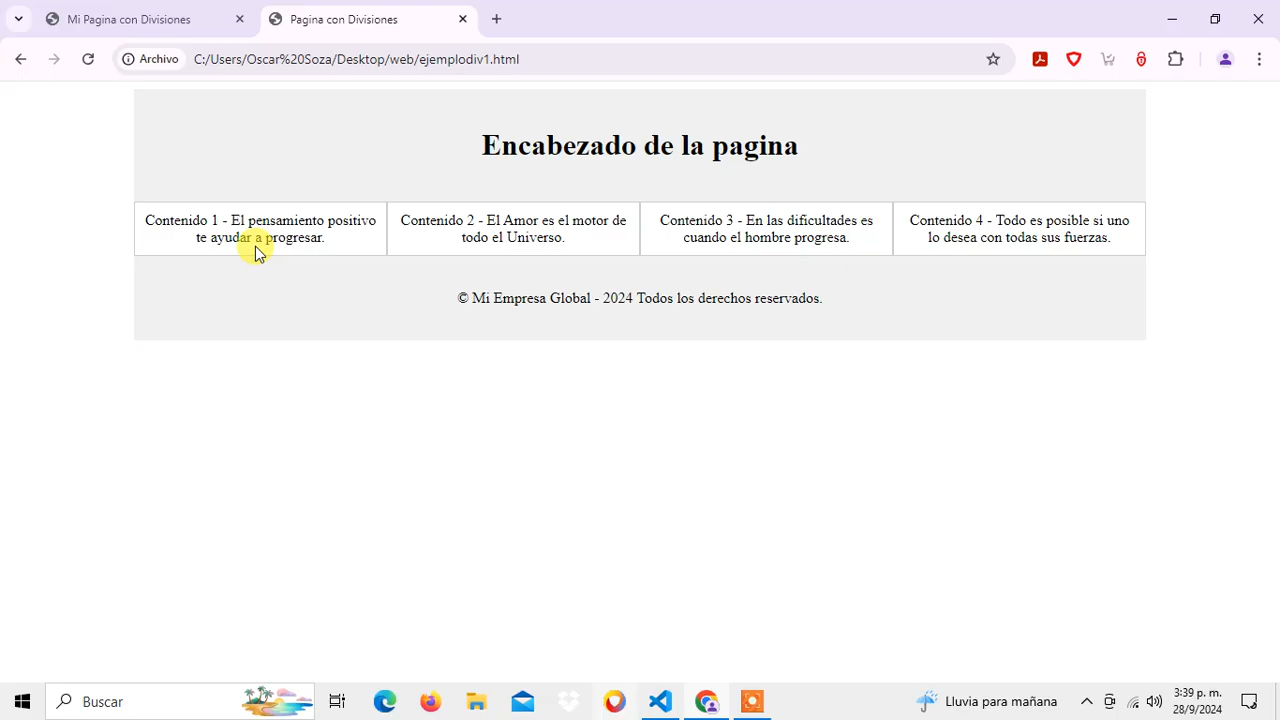 Mi Pagina con Divisiones
Pagina con Divisiones
Archivo
C:/Users/Oscar%20Soza/Desktop/web/ejemplodiv1.html
Encabezado de la pagina
Contenido 1 - El pensamiento positivo
te ayudar a progresar.
Contenido 2 - El Amor es el motor de
todo el Universo.
Contenido 3 - En las dificultades es
cuando el hombre progresa.
Contenido 4 - Todo es posible si uno
lo desea con todas sus fuerzas.
© Mi Empresa Global - 2024 Todos los derechos reservados.
Buscar
Lluvia para mañana
3:39 p. m.
28/9/2024